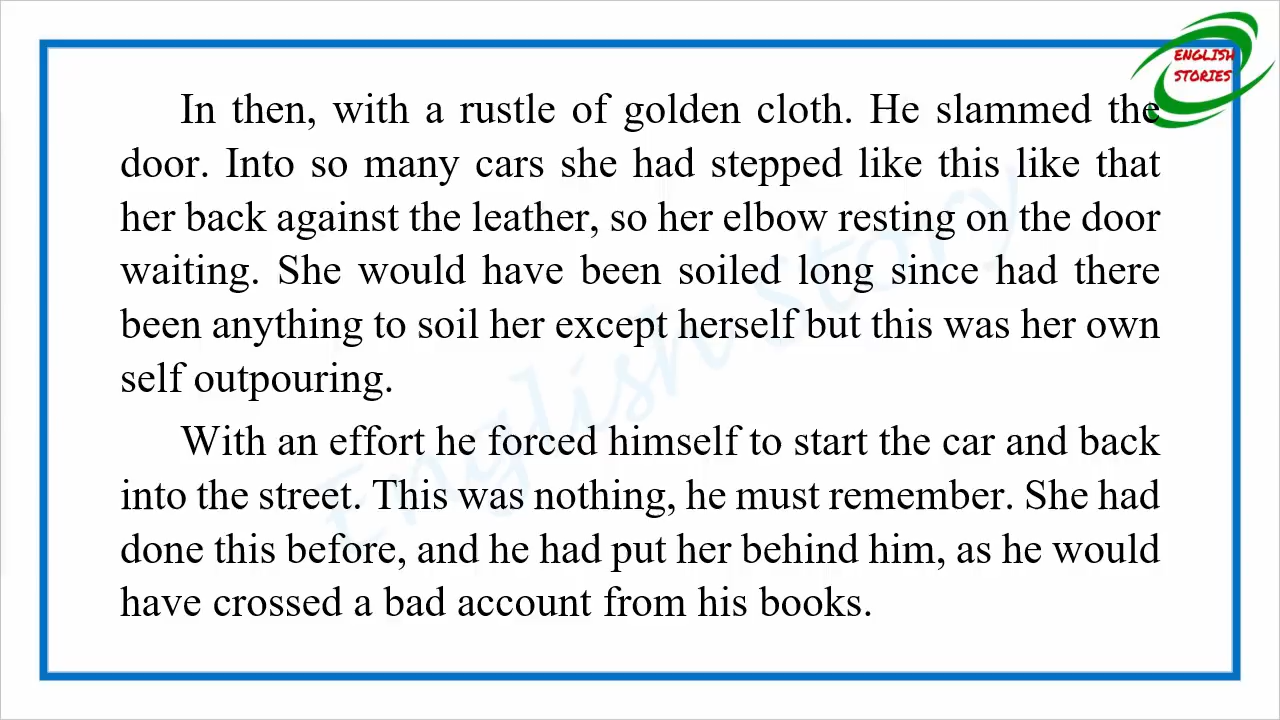 ENGLISH
STORIES
In then, with a rustle of golden cloth. He slammed the
door. Into so many cars she had stepped like this like that
her back against the leather, so her elbow resting on the door
waiting. She would have been soiled long since had there
been anything to soil her except herself but this was her own
self outpouring.
With an effort he forced himself to start the car and back
into the street. This was nothing, he must remember. She had
done this before, and he had put her behind him, as he would
have crossed a bad account from his books.
English Story